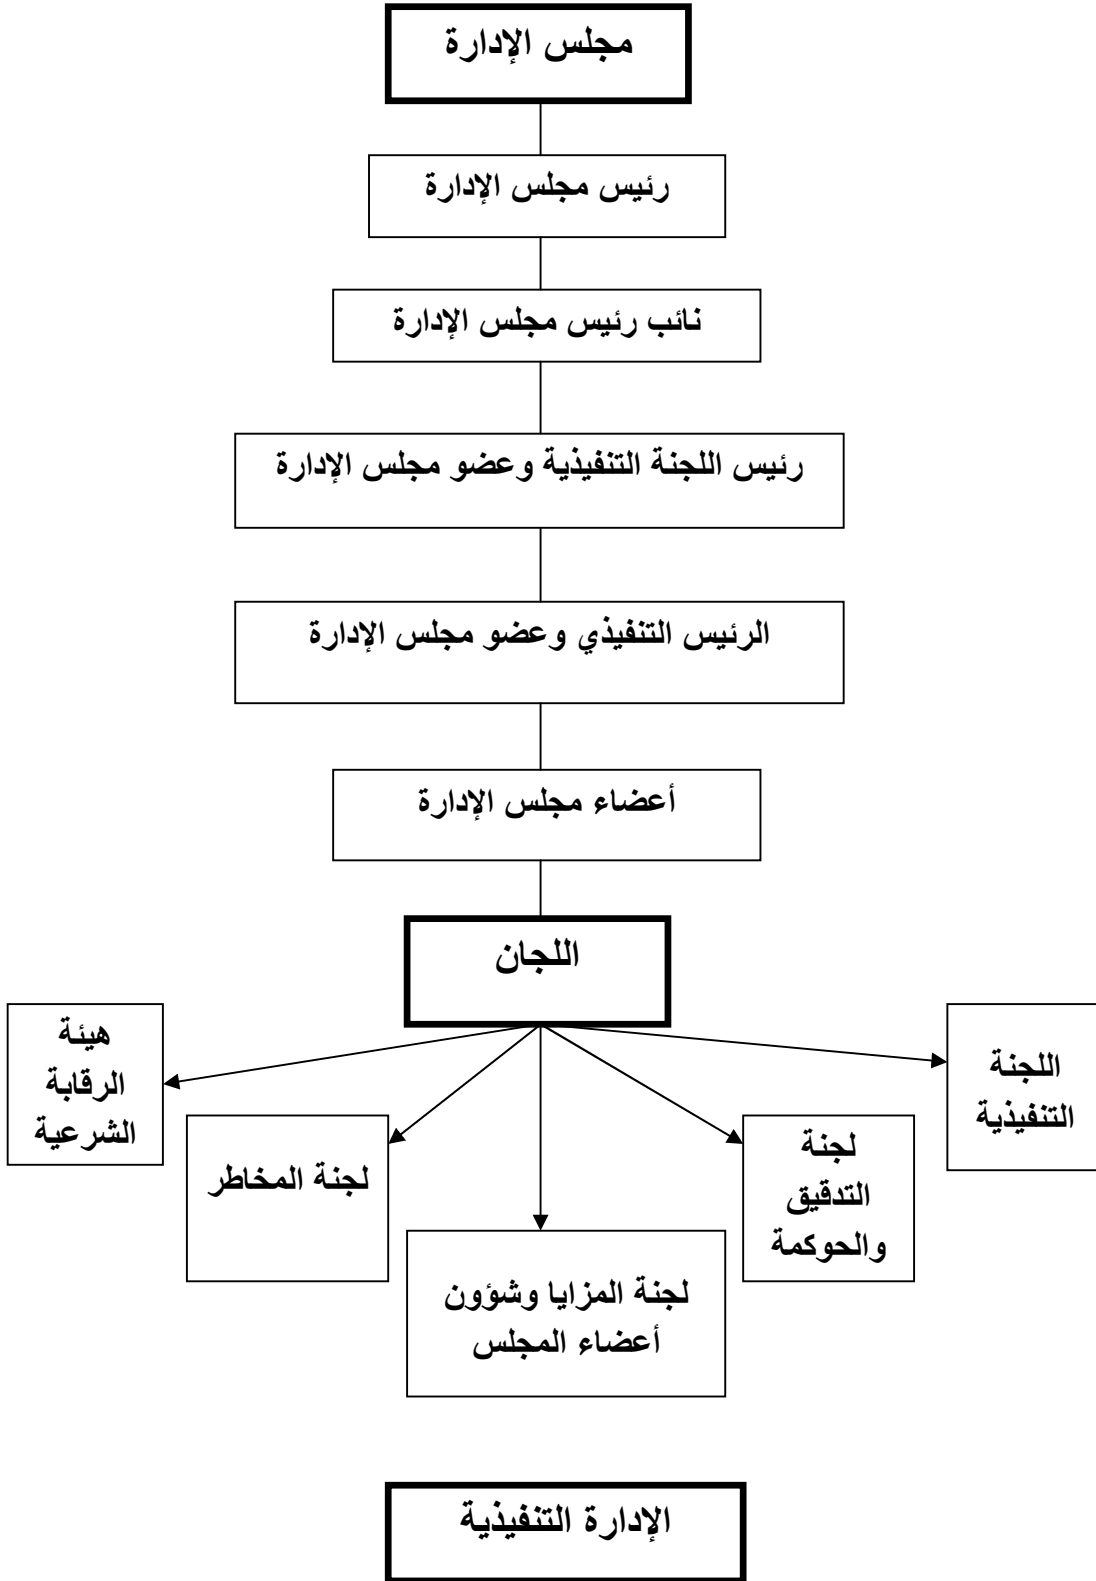 مجلس الإدارة
رئيس مجلس الإدارة
نائب رئيس مجلس الإدارة
رئيس اللجنة التنفيذية وعضو مجلس الإدارة
الرئيس التنفيذي وعضو مجلس الإدارة
أعضاء مجلس الإدارة
اللجان
اللجنة
التنفيذية
لجنة
التدقيق
والحوكمة
لجنة المزايا وشؤون
أعضاء المجلس
لجنة المخاطر
هيئة
الرقابة
الشرعية
الإدارة التنفيذية